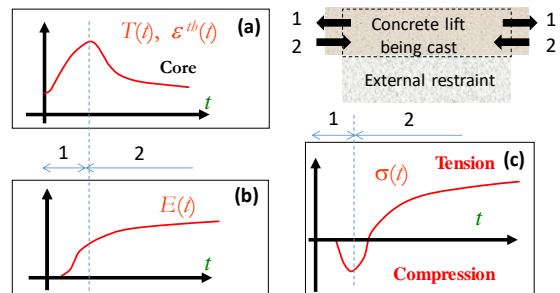 T(t), ε^th(t)
(a)
Core
t
1 2
E(t)
(b)
t
1 1
2 2
Concrete lift
being cast
External restraint
1 2
Tension
(c)
σ(t)
t
Compression